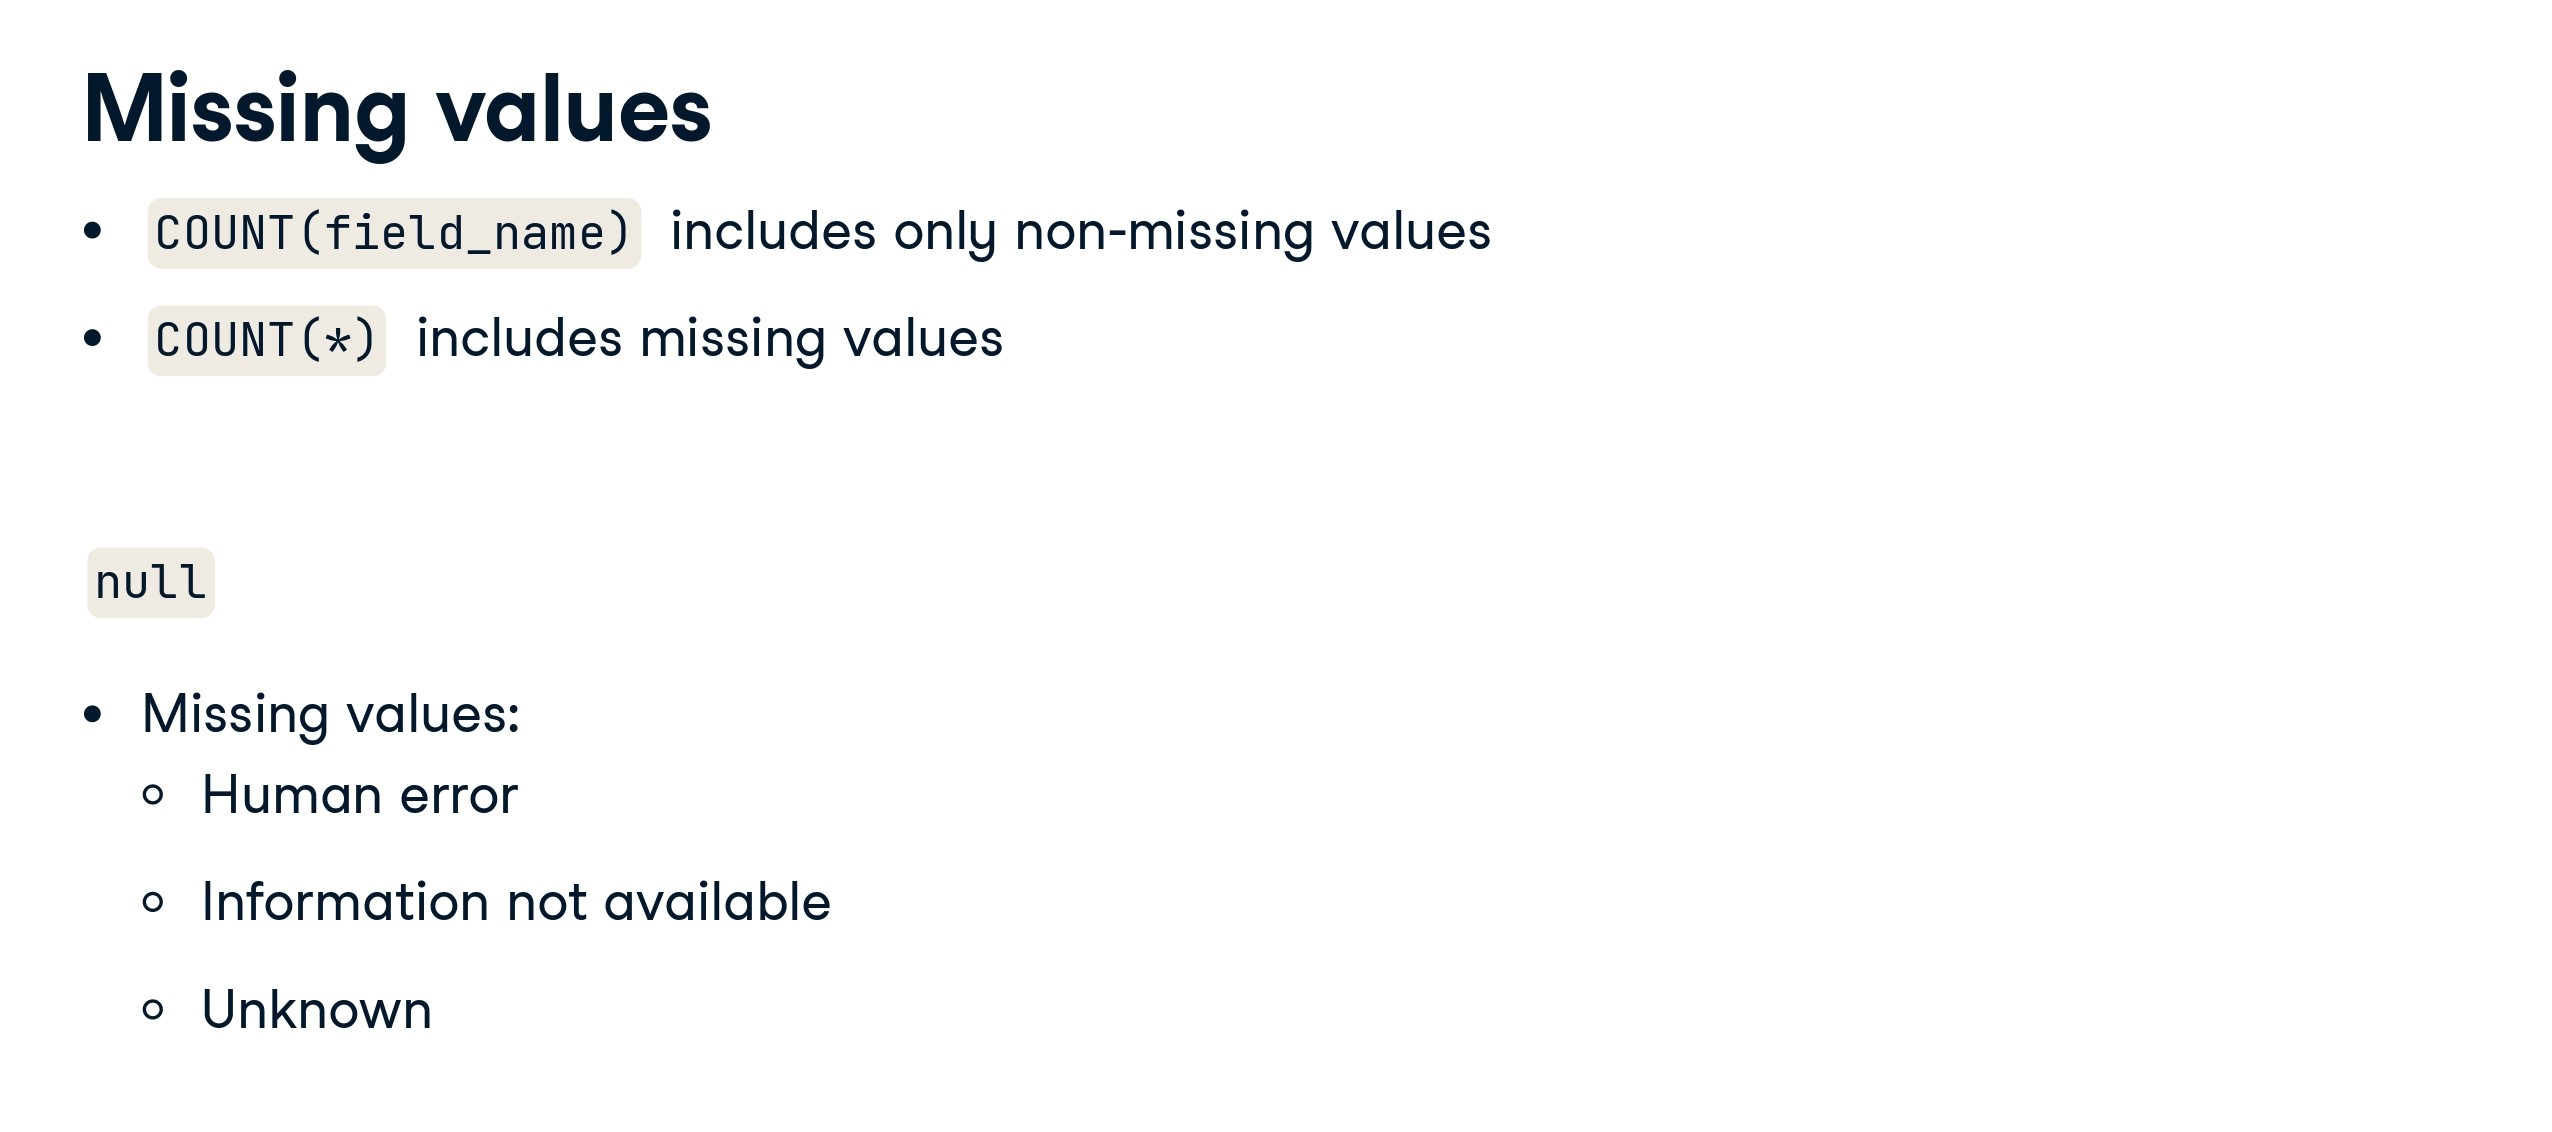 Missing values
• COUNT(field_name) includes only non-missing values
• COUNT(*) includes missing values
null
• Missing values:
○ Human error
○ Information not available
○ Unknown